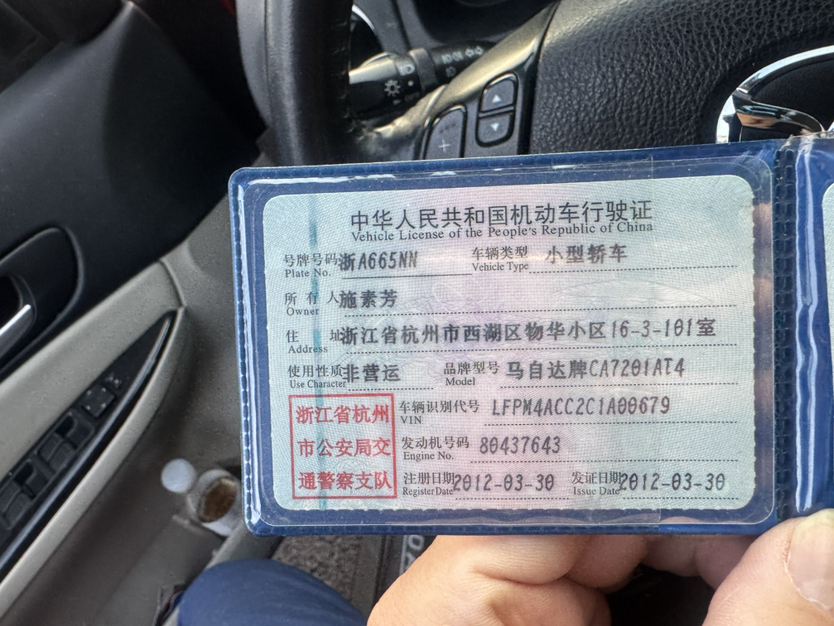 中华人民共和国机动车行驶证
Vehicle License of the People's Republic of China
号牌号码 浙A665NN 车辆类型 小型轿车
Plate No. Vehicle Type
所有人 施素芳
Owner
住址 浙江省杭州市西湖区物华小区16-3-101室
Address
使用性质 非营运 品牌型号 马自达牌CA7201AT4
Use Character Model
浙江省杭州
市公安局交
通警察支队
车辆识别代号 LFPM4ACC2C1A00679
VIN
发动机号码 80437643
Engine No.
注册日期 2012-03-30 发证日期 2012-03-30
Register Date Issue Date